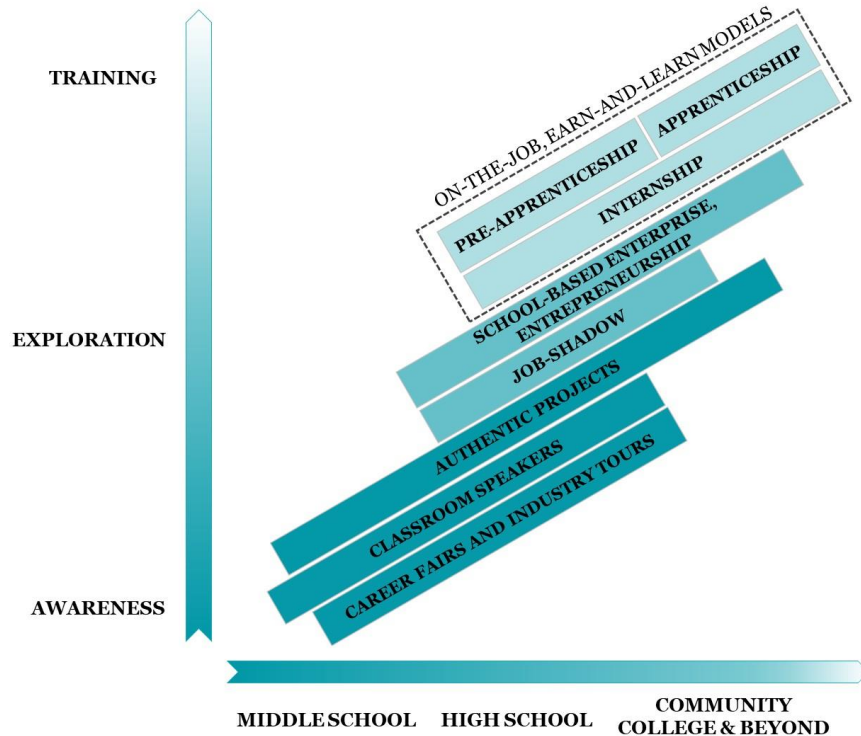 TRAINING
EXPLORATION
AWARENESS
ON-THE-JOB, EARN-AND-LEARN MODELS
APPRENTICESHIP
PRE-APPRENTICESHIP
INTERNSHIP
SCHOOL-BASED ENTERPRISE,
ENTREPRENEURSHIP
JOB-SHADOW
AUTHENTIC PROJECTS
CLASSROOM SPEAKERS
CAREER FAIRS AND INDUSTRY TOURS
MIDDLE SCHOOL
HIGH SCHOOL
COMMUNITY
COLLEGE & BEYOND